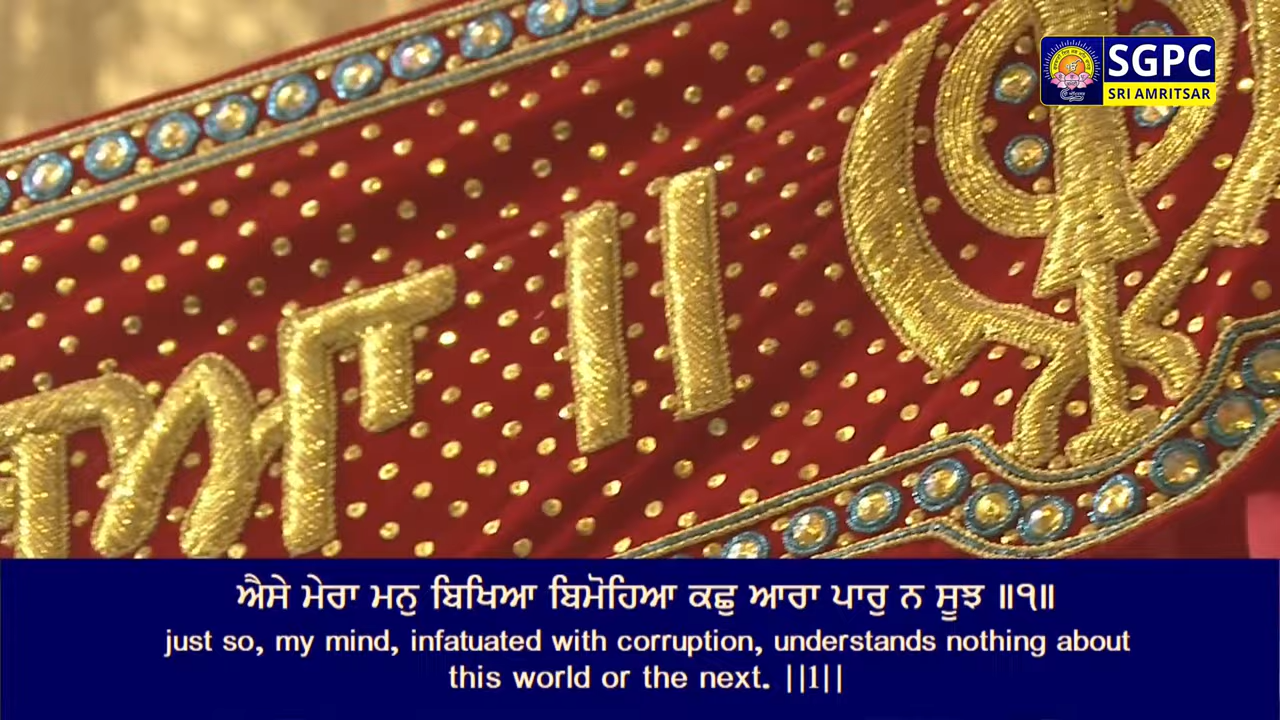 SGPC
SRI AMRITSAR
॥
ਐਸੇ ਮੇਰਾ ਮਨੁ ਬਿਖਿਆ ਬਿਮੋਹਿਆ ਕਛੁ ਆਰਾ ਪਾਰੁ ਨ ਸੂਝ ॥੧॥
just so, my mind, infatuated with corruption, understands nothing about
this world or the next. ||1||